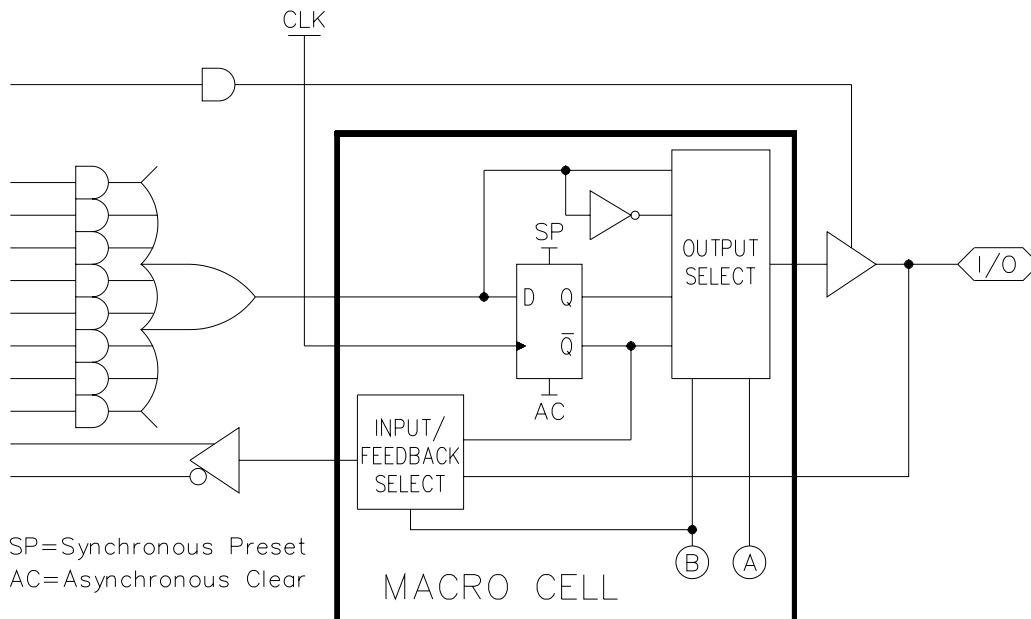 CLK
SP
D Q
Q̅
AC
OUTPUT
SELECT
I/O
INPUT/
FEEDBACK
SELECT
B A
SP=Synchronous Preset
AC=Asynchronous Clear
MACRO CELL